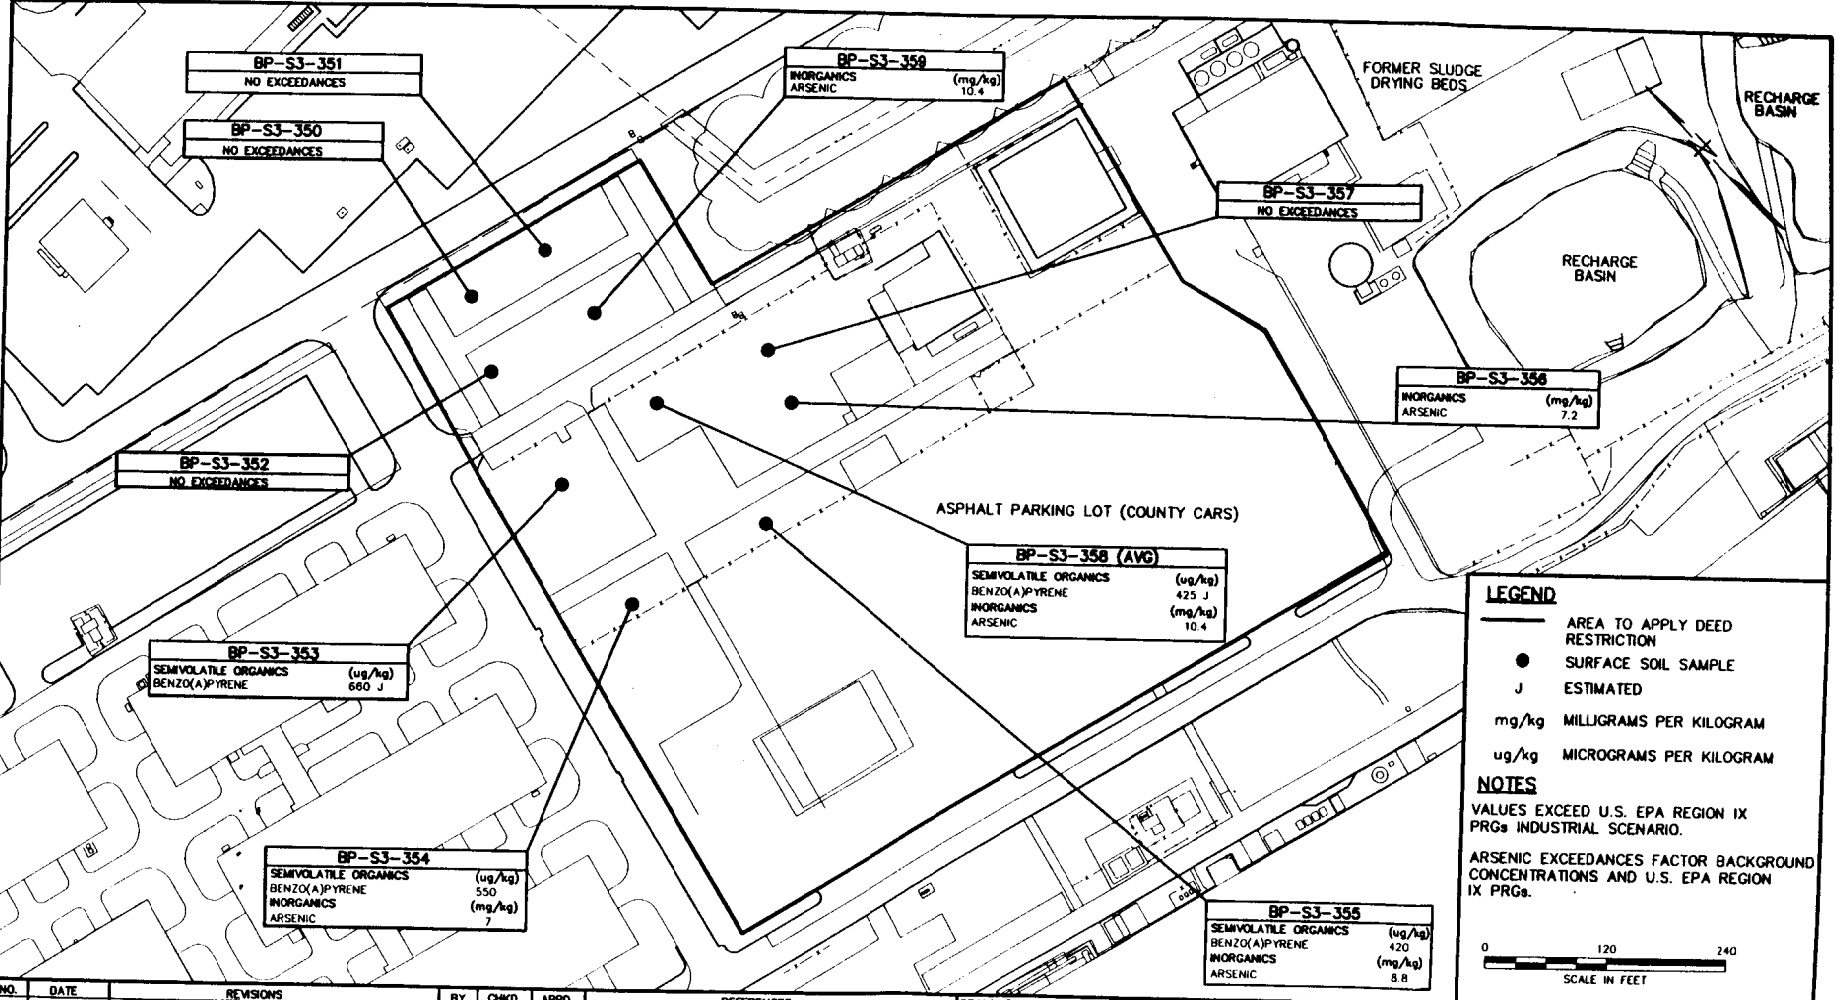 BP-S3-351
NO EXCEEDANCES
BP-S3-350
NO EXCEEDANCES
BP-S3-359
INORGANICS (mg/kg)
ARSENIC 10.4
FORMER SLUDGE
DRYING BEDS
RECHARGE
BASIN
BP-S3-357
NO EXCEEDANCES
RECHARGE
BASIN
BP-S3-356
INORGANICS (mg/kg)
ARSENIC 7.2
BP-S3-352
NO EXCEEDANCES
ASPHALT PARKING LOT (COUNTY CARS)
BP-S3-358 (AVG)
SEMIVOLATILE ORGANICS (ug/kg)
BENZO(A)PYRENE 425 J
INORGANICS (mg/kg)
ARSENIC 10.4
BP-S3-353
SEMIVOLATILE ORGANICS (ug/kg)
BENZO(A)PYRENE 660 J
BP-S3-354
SEMIVOLATILE ORGANICS (ug/kg)
BENZO(A)PYRENE 550
INORGANICS (mg/kg)
ARSENIC 7
BP-S3-355
SEMIVOLATILE ORGANICS (ug/kg)
BENZO(A)PYRENE 420
INORGANICS (mg/kg)
ARSENIC 8.8
LEGEND
AREA TO APPLY DEED
RESTRICTION
SURFACE SOIL SAMPLE
J ESTIMATED
mg/kg MILLIGRAMS PER KILOGRAM
ug/kg MICROGRAMS PER KILOGRAM
NOTES
VALUES EXCEED U.S. EPA REGION IX
PRGs INDUSTRIAL SCENARIO.
ARSENIC EXCEEDANCES FACTOR BACKGROUND
CONCENTRATIONS AND U.S. EPA REGION
IX PRGs.
0 120 240
SCALE IN FEET
NO. DATE REVISIONS BY CHKD APPD